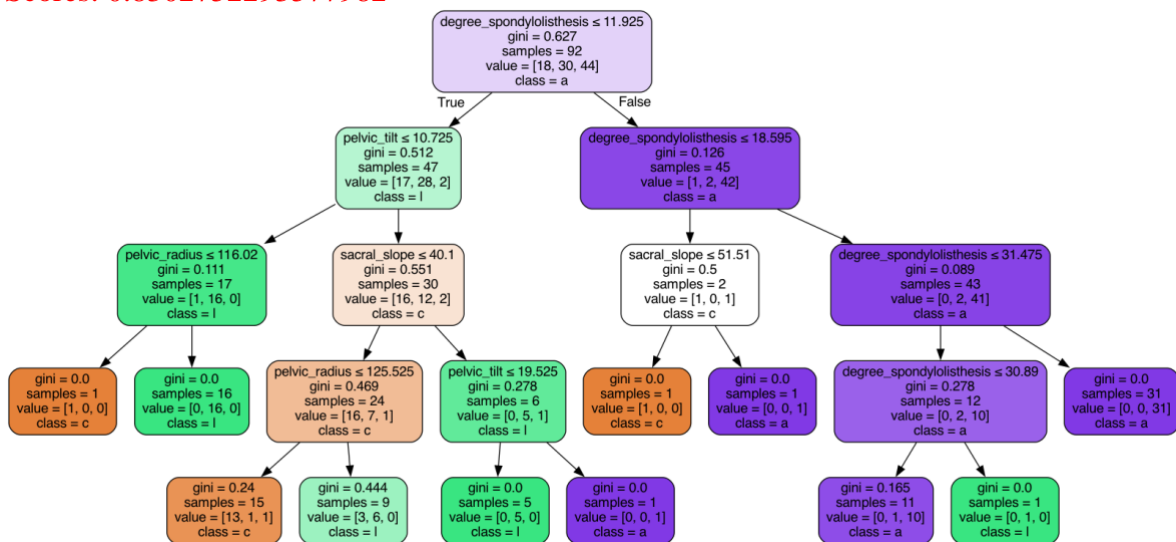 degree_spondylolisthesis ≤ 11.925
gini = 0.627
samples = 92
value = [18, 30, 44]
class = a
True
False
pelvic_tilt ≤ 10.725
gini = 0.512
samples = 47
value = [17, 28, 2]
class = l
degree_spondylolisthesis ≤ 18.595
gini = 0.126
samples = 45
value = [1, 2, 42]
class = a
pelvic_radius ≤ 116.02
gini = 0.111
samples = 17
value = [1, 16, 0]
class = l
sacral_slope ≤ 40.1
gini = 0.551
samples = 30
value = [16, 12, 2]
class = c
sacral_slope ≤ 51.51
gini = 0.5
samples = 2
value = [1, 0, 1]
class = c
degree_spondylolisthesis ≤ 31.475
gini = 0.089
samples = 43
value = [0, 2, 41]
class = a
gini = 0.0
samples = 1
value = [1, 0, 0]
class = c
gini = 0.0
samples = 16
value = [0, 16, 0]
class = l
pelvic_radius ≤ 125.525
gini = 0.469
samples = 24
value = [16, 7, 1]
class = c
pelvic_tilt ≤ 19.525
gini = 0.278
samples = 6
value = [0, 5, 1]
class = l
gini = 0.0
samples = 1
value = [1, 0, 0]
class = c
gini = 0.0
samples = 1
value = [0, 0, 1]
class = a
degree_spondylolisthesis ≤ 30.89
gini = 0.278
samples = 12
value = [0, 2, 10]
class = a
gini = 0.0
samples = 31
value = [0, 0, 31]
class = a
gini = 0.24
samples = 15
value = [13, 1, 1]
class = c
gini = 0.444
samples = 9
value = [3, 6, 0]
class = l
gini = 0.0
samples = 5
value = [0, 5, 0]
class = l
gini = 0.0
samples = 1
value = [0, 0, 1]
class = a
gini = 0.165
samples = 11
value = [0, 1, 10]
class = a
gini = 0.0
samples = 1
value = [0, 1, 0]
class = l